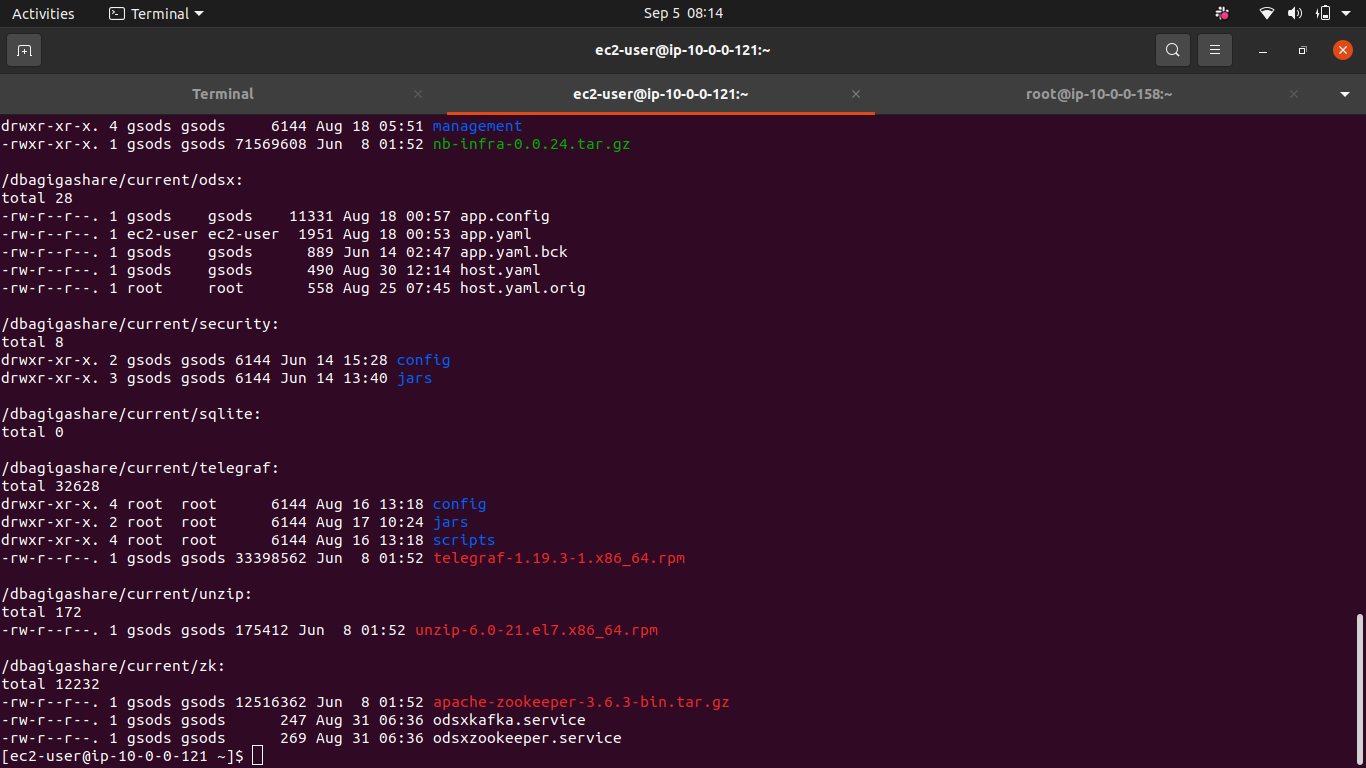 Activities Terminal Sep 5 08:14
ec2-user@ip-10-0-0-121:~
Terminal ec2-user@ip-10-0-0-121:~ root@ip-10-0-0-158:~
drwxr-xr-x. 4 gsods gsods     6144 Aug 18 05:51 management
-rwxr-xr-x. 1 gsods gsods 71569608 Jun  8 01:52 nb-infra-0.0.24.tar.gz

/dbagigashare/current/odsx:
total 28
-rw-r--r--. 1 gsods    gsods    11331 Aug 18 00:57 app.config
-rw-r--r--. 1 ec2-user ec2-user  1951 Aug 18 00:53 app.yaml
-rw-r--r--. 1 gsods    gsods      889 Jun 14 02:47 app.yaml.bck
-rw-r--r--. 1 gsods    gsods      490 Aug 30 12:14 host.yaml
-rw-r--r--. 1 root     root       558 Aug 25 07:45 host.yaml.orig

/dbagigashare/current/security:
total 8
drwxr-xr-x. 2 gsods gsods 6144 Jun 14 15:28 config
drwxr-xr-x. 3 gsods gsods 6144 Jun 14 13:40 jars

/dbagigashare/current/sqlite:
total 0

/dbagigashare/current/telegraf:
total 32628
drwxr-xr-x. 4 root  root      6144 Aug 16 13:18 config
drwxr-xr-x. 2 root  root      6144 Aug 17 10:24 jars
drwxr-xr-x. 4 root  root      6144 Aug 16 13:18 scripts
-rw-r--r--. 1 gsods gsods 33398562 Jun  8 01:52 telegraf-1.19.3-1.x86_64.rpm

/dbagigashare/current/unzip:
total 172
-rw-r--r--. 1 gsods gsods 175412 Jun  8 01:52 unzip-6.0-21.el7.x86_64.rpm

/dbagigashare/current/zk:
total 12232
-rw-r--r--. 1 gsods gsods 12516362 Jun  8 01:52 apache-zookeeper-3.6.3-bin.tar.gz
-rw-r--r--. 1 gsods gsods      247 Aug 31 06:36 odsxkafka.service
-rw-r--r--. 1 gsods gsods      269 Aug 31 06:36 odsxzookeeper.service
[ec2-user@ip-10-0-0-121 ~]$